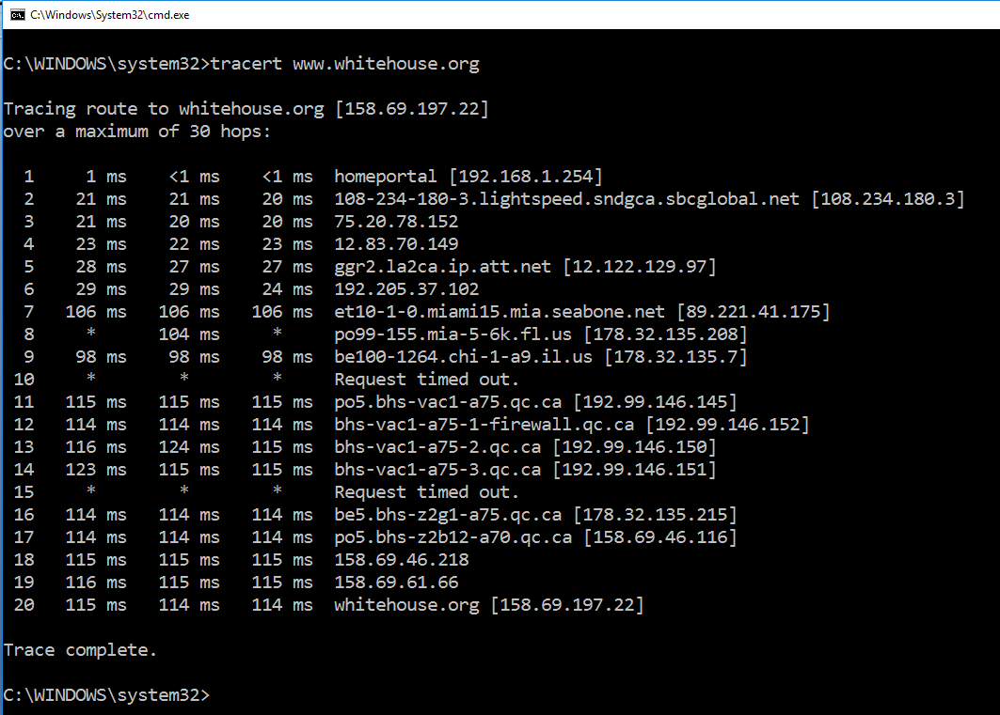 C:\Windows\System32\cmd.exe
C:\WINDOWS\system32>tracert www.whitehouse.org
Tracing route to whitehouse.org [158.69.197.22]
over a maximum of 30 hops:
1 1 ms <1 ms <1 ms homeportal [192.168.1.254]
2 21 ms 21 ms 20 ms 108-234-180-3.lightspeed.sndgca.sbcglobal.net [108.234.180.3]
3 21 ms 20 ms 20 ms 75.20.78.152
4 23 ms 22 ms 23 ms 12.83.70.149
5 28 ms 27 ms 27 ms ggr2.la2ca.ip.att.net [12.122.129.97]
6 29 ms 29 ms 24 ms 192.205.37.102
7 106 ms 106 ms 106 ms et10-1-0.miami15.mia.seabone.net [89.221.41.175]
8 * 104 ms * po99-155.mia-5-6k.fl.us [178.32.135.208]
9 98 ms 98 ms 98 ms be100-1264.chi-1-a9.il.us [178.32.135.7]
10 * * * Request timed out.
11 115 ms 115 ms 115 ms po5.bhs-vac1-a75.qc.ca [192.99.146.145]
12 114 ms 114 ms 114 ms bhs-vac1-a75-1-firewall.qc.ca [192.99.146.152]
13 116 ms 124 ms 115 ms bhs-vac1-a75-2.qc.ca [192.99.146.150]
14 123 ms 115 ms 115 ms bhs-vac1-a75-3.qc.ca [192.99.146.151]
15 * * * Request timed out.
16 114 ms 114 ms 114 ms be5.bhs-z2g1-a75.qc.ca [178.32.135.215]
17 114 ms 114 ms 114 ms po5.bhs-z2b12-a70.qc.ca [158.69.46.116]
18 115 ms 115 ms 115 ms 158.69.46.218
19 116 ms 115 ms 115 ms 158.69.61.66
20 115 ms 114 ms 114 ms whitehouse.org [158.69.197.22]
Trace complete.
C:\WINDOWS\system32>